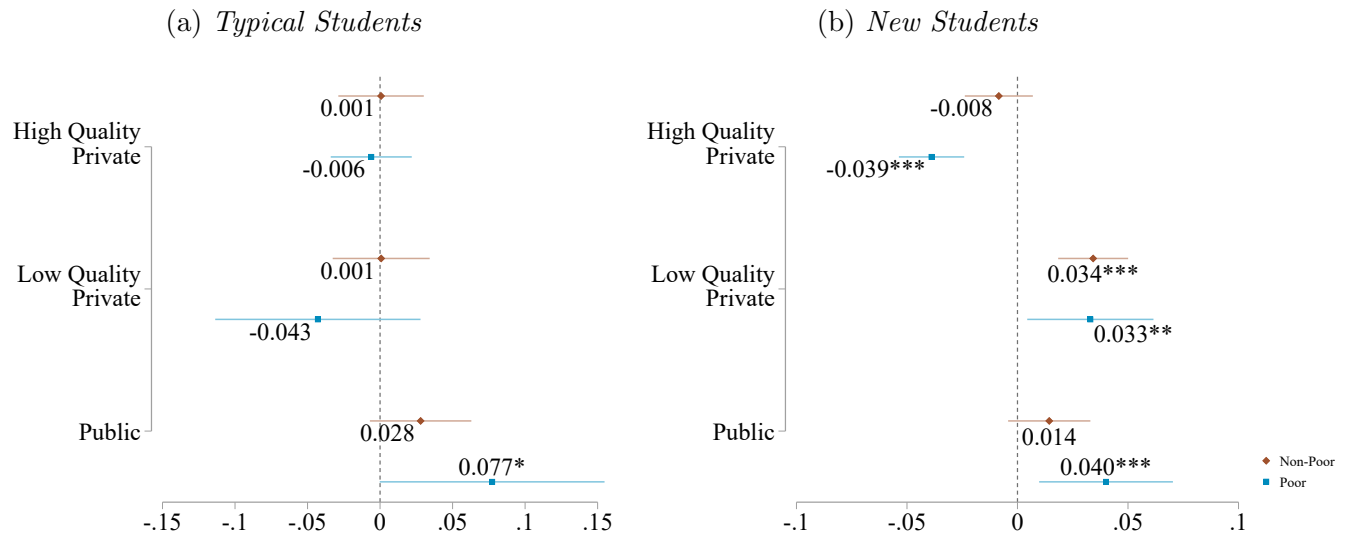 (a) Typical Students
0.001
High Quality
Private
-0.006
0.001
Low Quality
Private
-0.043
0.028
Public
0.077*
-.15 -.1 -.05 0 .05 .1 .15
(b) New Students
-0.008
High Quality
Private
-0.039***
0.034***
Low Quality
Private
0.033**
0.014
Public
0.040***
-.1 -.05 0 .05 .1
Non-Poor
Poor